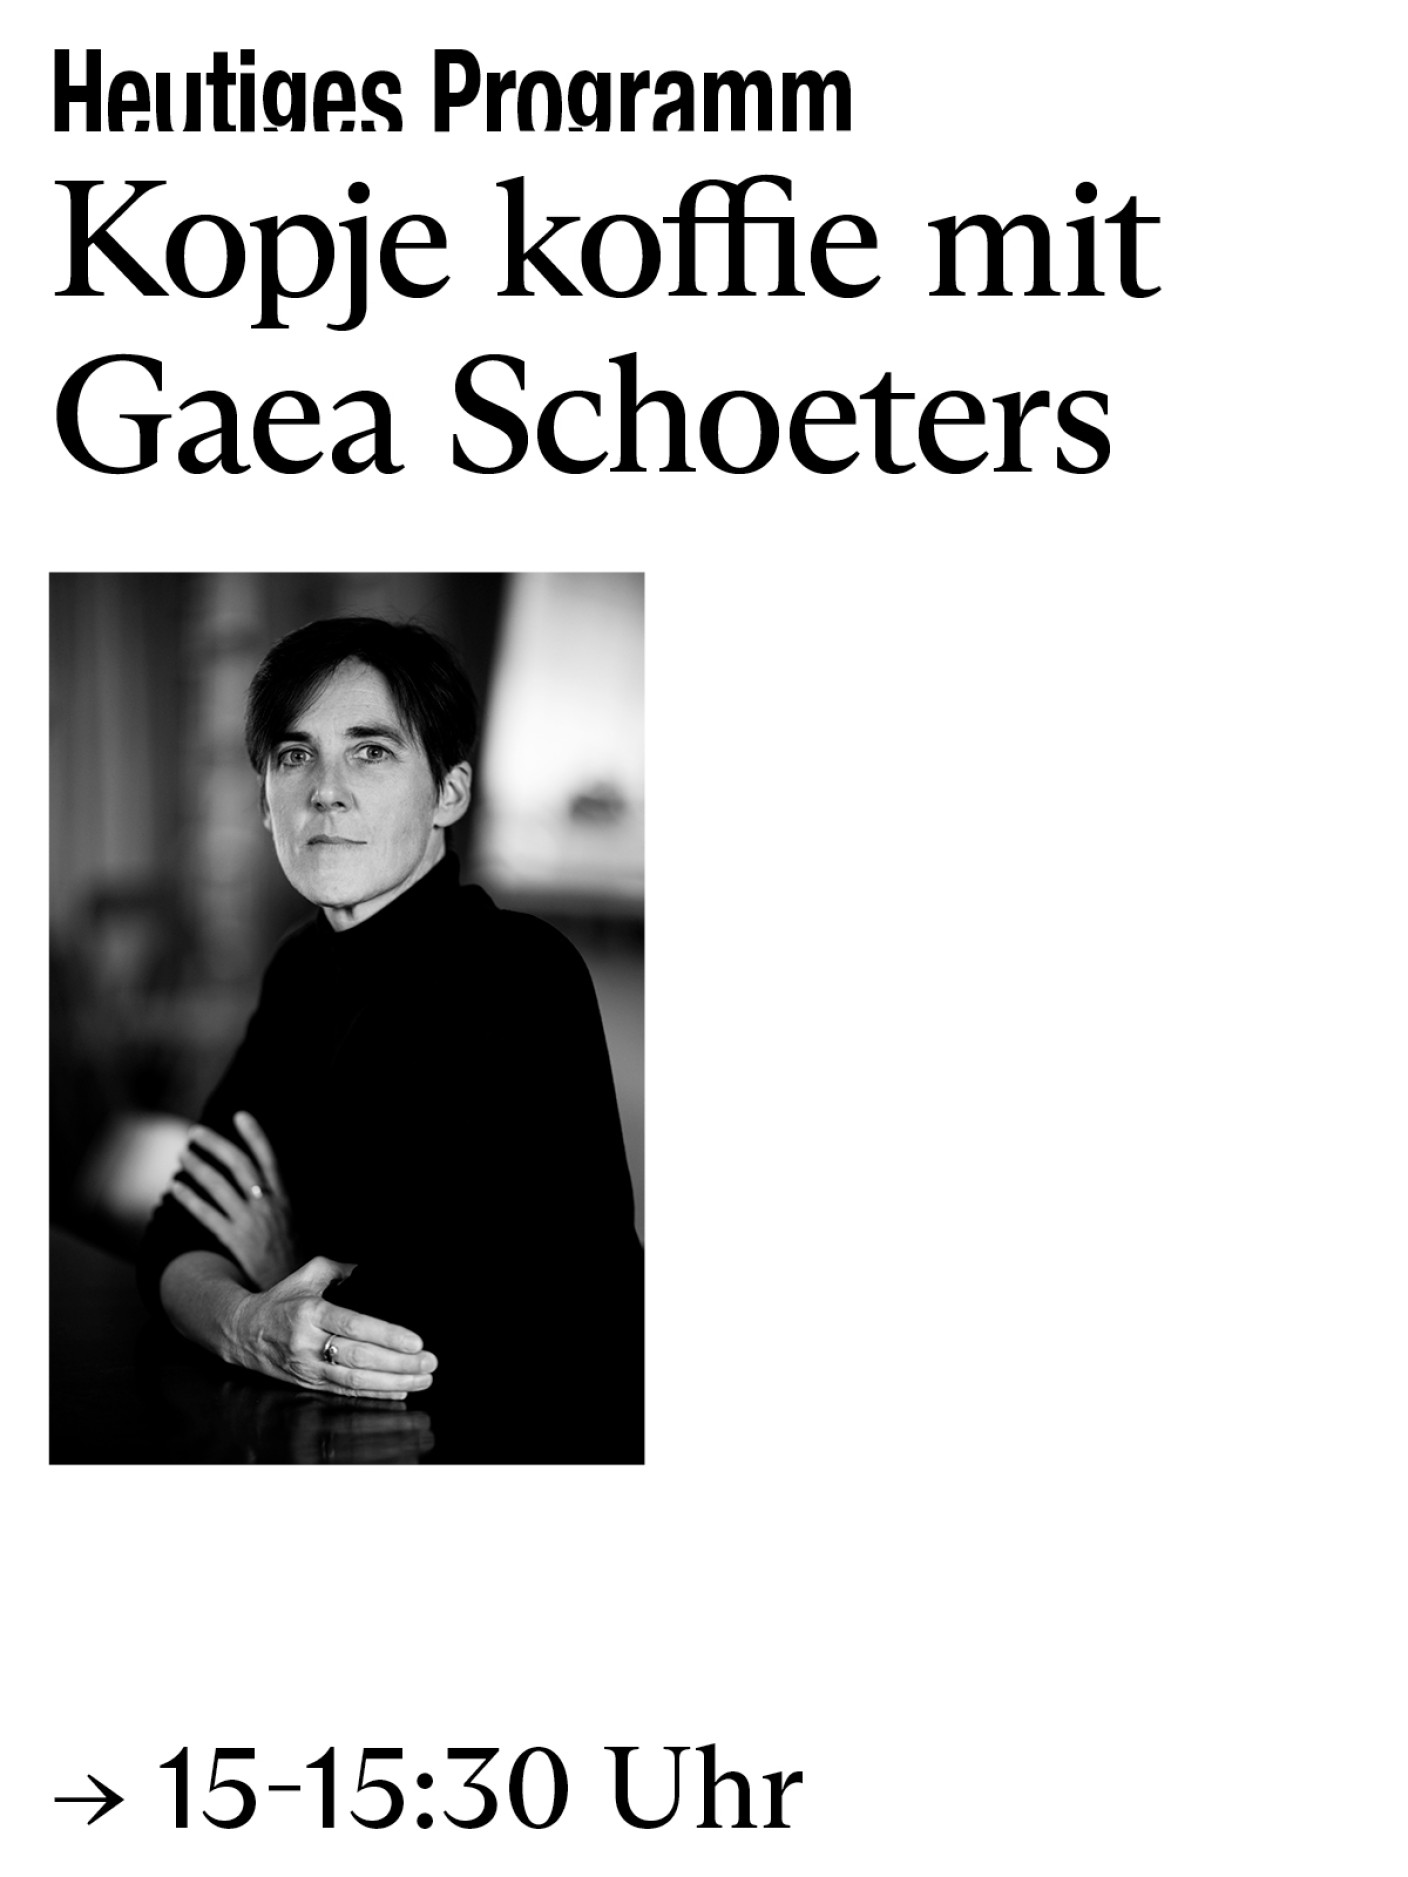 Heutiges Programm
Kopje koffie mit
Gaea Schoeters
→ 15–15:30 Uhr